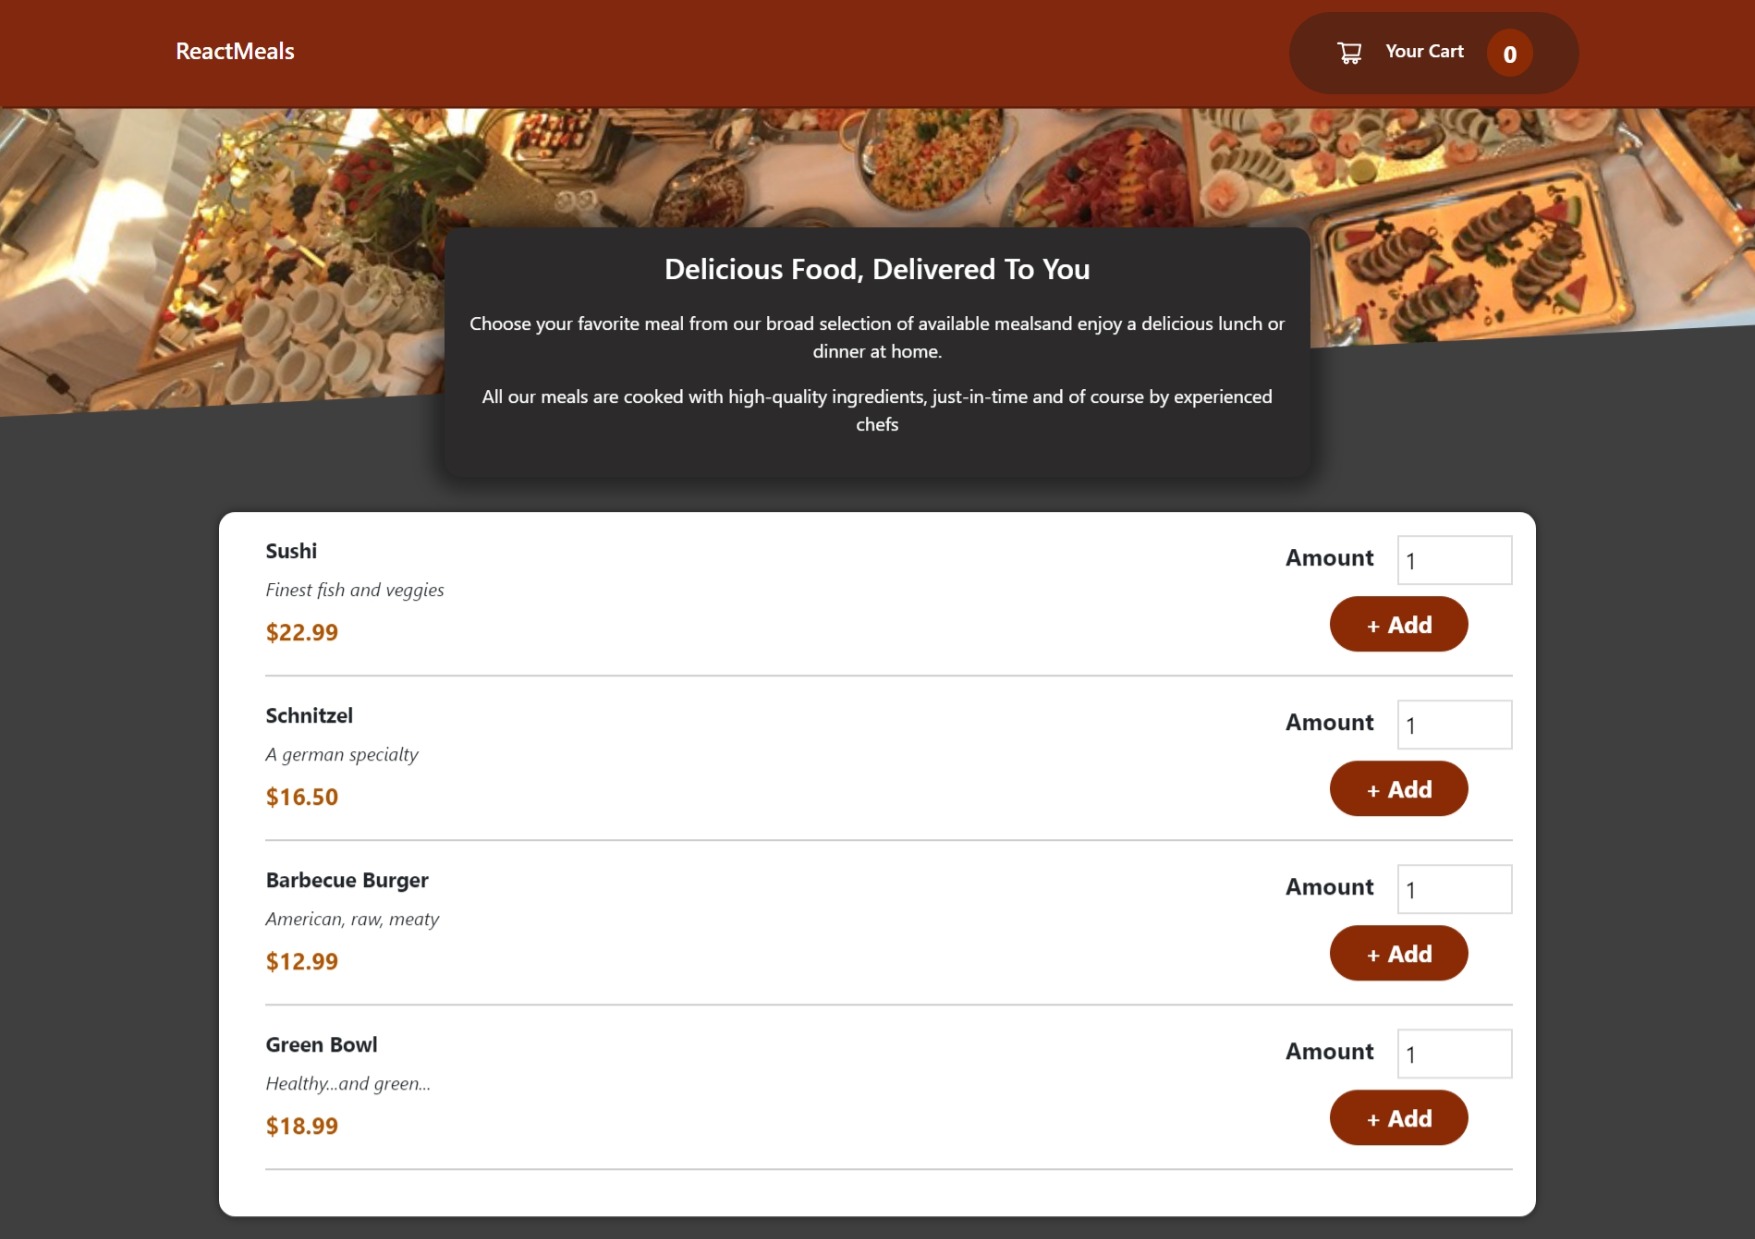 ReactMeals
Your Cart 0
Delicious Food, Delivered To You
Choose your favorite meal from our broad selection of available mealsand enjoy a delicious lunch or
dinner at home.
All our meals are cooked with high-quality ingredients, just-in-time and of course by experienced
chefs
Sushi
Finest fish and veggies
$22.99
Amount 1
+ Add
Schnitzel
A german specialty
$16.50
Amount 1
+ Add
Barbecue Burger
American, raw, meaty
$12.99
Amount 1
+ Add
Green Bowl
Healthy...and green...
$18.99
Amount 1
+ Add